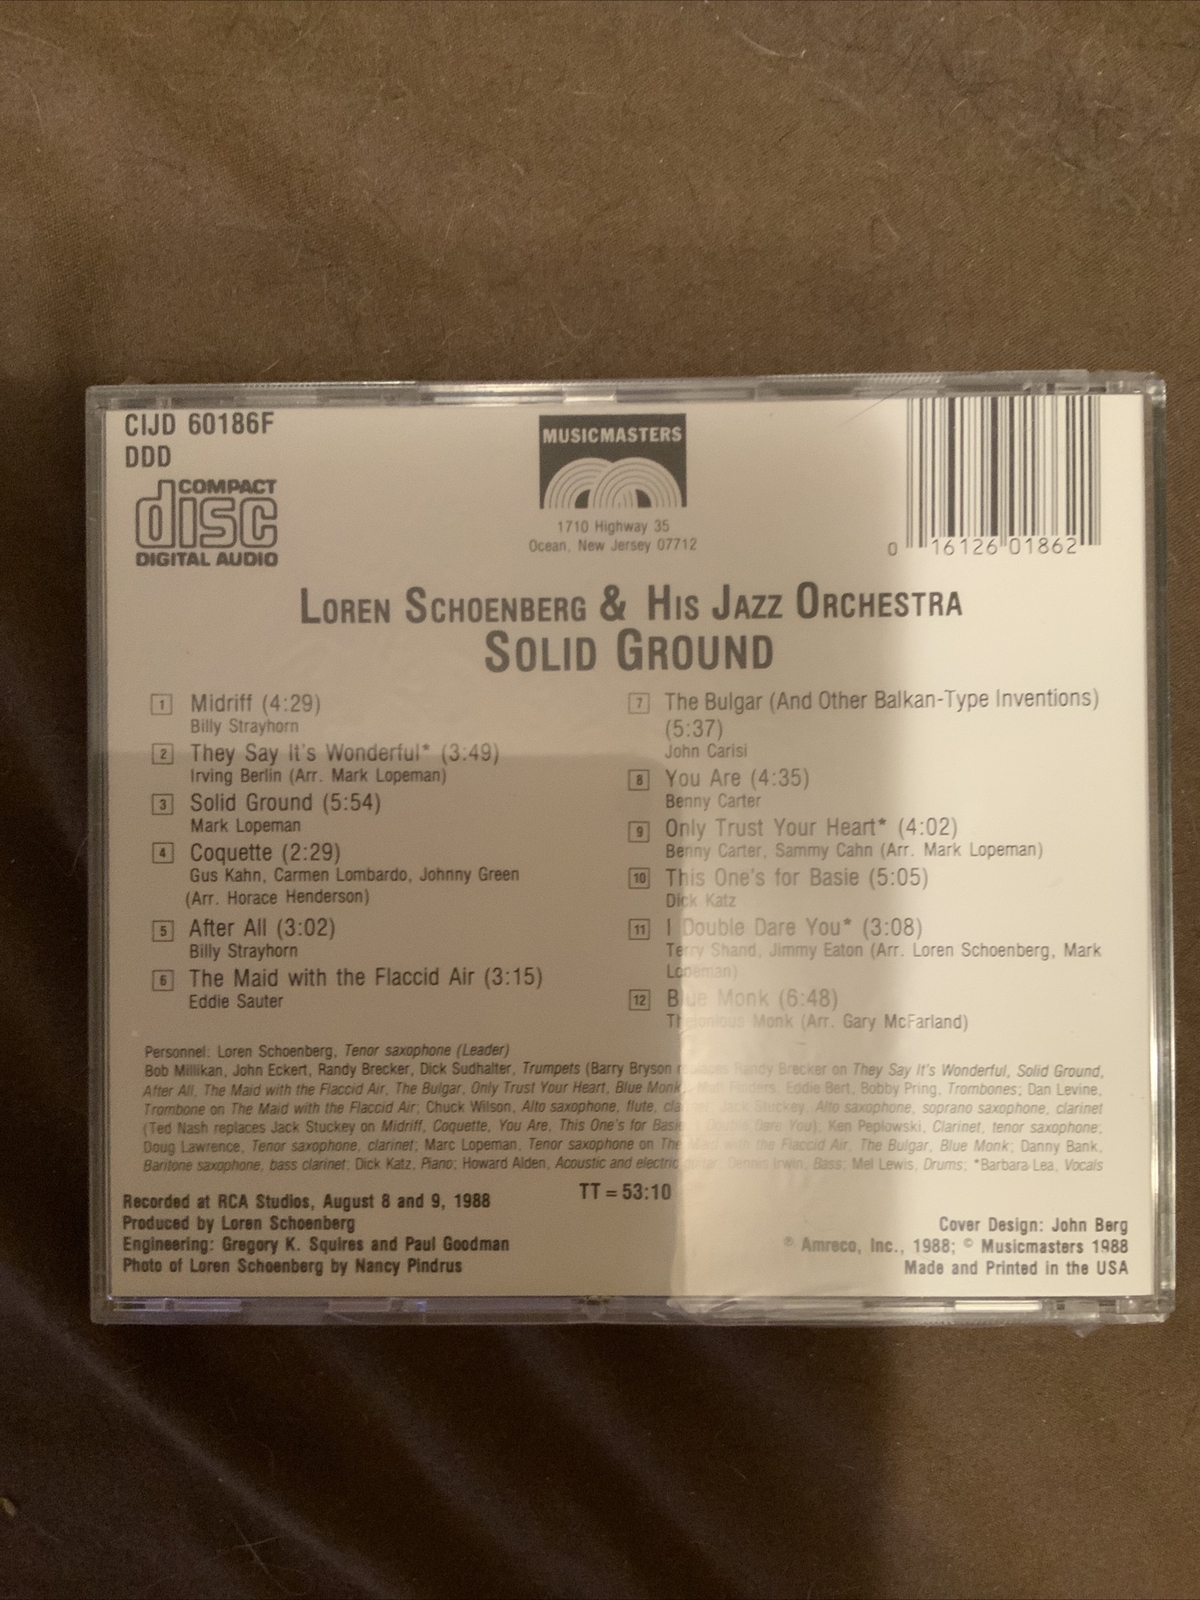 CIJD 60186F
DDD
COMPACT
disc
DIGITAL AUDIO
MUSICMASTERS
1710 Highway 35
Ocean, New Jersey 07712
0 16126 01862
LOREN SCHOENBERG & HIS JAZZ ORCHESTRA
SOLID GROUND
1 Midriff (4:29)
Billy Strayhorn
2 They Say It's Wonderful* (3:49)
Irving Berlin (Arr. Mark Lopeman)
3 Solid Ground (5:54)
Mark Lopeman
4 Coquette (2:29)
Gus Kahn, Carmen Lombardo, Johnny Green
(Arr. Horace Henderson)
5 After All (3:02)
Billy Strayhorn
6 The Maid with the Flaccid Air (3:15)
Eddie Sauter
7 The Bulgar (And Other Balkan-Type Inventions)
(5:37)
John Carisi
8 You Are (4:35)
Benny Carter
9 Only Trust Your Heart* (4:02)
Benny Carter, Sammy Cahn (Arr. Mark Lopeman)
10 This One's for Basie (5:05)
Dick Katz
11 I Double Dare You* (3:08)
Terry Shand, Jimmy Eaton (Arr. Loren Schoenberg, Mark
Lopeman)
12 Blue Monk (6:48)
Thelonious Monk (Arr. Gary McFarland)
Personnel: Loren Schoenberg, Tenor saxophone (Leader)
Bob Millikan, John Eckert, Randy Brecker, Dick Sudhalter, Trumpets (Barry Bryson replaces Randy Brecker on They Say It's Wonderful, Solid Ground,
After All, The Maid with the Flaccid Air, The Bulgar, Only Trust Your Heart, Blue Monk), Eddie Bert, Bobby Pring, Trombones; Dan Levine,
Trombone on The Maid with the Flaccid Air; Chuck Wilson, Alto saxophone, flute, Jack Stuckey, Alto saxophone, soprano saxophone, clarinet
(Ted Nash replaces Jack Stuckey on Midriff, Coquette, You Are, This One's for Basie, I Double Dare You); Ken Peplowski, Clarinet, tenor saxophone;
Doug Lawrence, Tenor saxophone, clarinet; Marc Lopeman, Tenor saxophone on The Maid with the Flaccid Air, The Bulgar, Blue Monk; Danny Bank,
Baritone saxophone, bass clarinet; Dick Katz, Piano; Howard Alden, Acoustic and electric Dennis Irwin, Bass; Mel Lewis, Drums; *Barbara Lea, Vocals
TT = 53:10
Recorded at RCA Studios, August 8 and 9, 1988
Produced by Loren Schoenberg
Engineering: Gregory K. Squires and Paul Goodman
Photo of Loren Schoenberg by Nancy Pindrus
Cover Design: John Berg
℗ Amreco, Inc., 1988; © Musicmasters 1988
Made and Printed in the USA